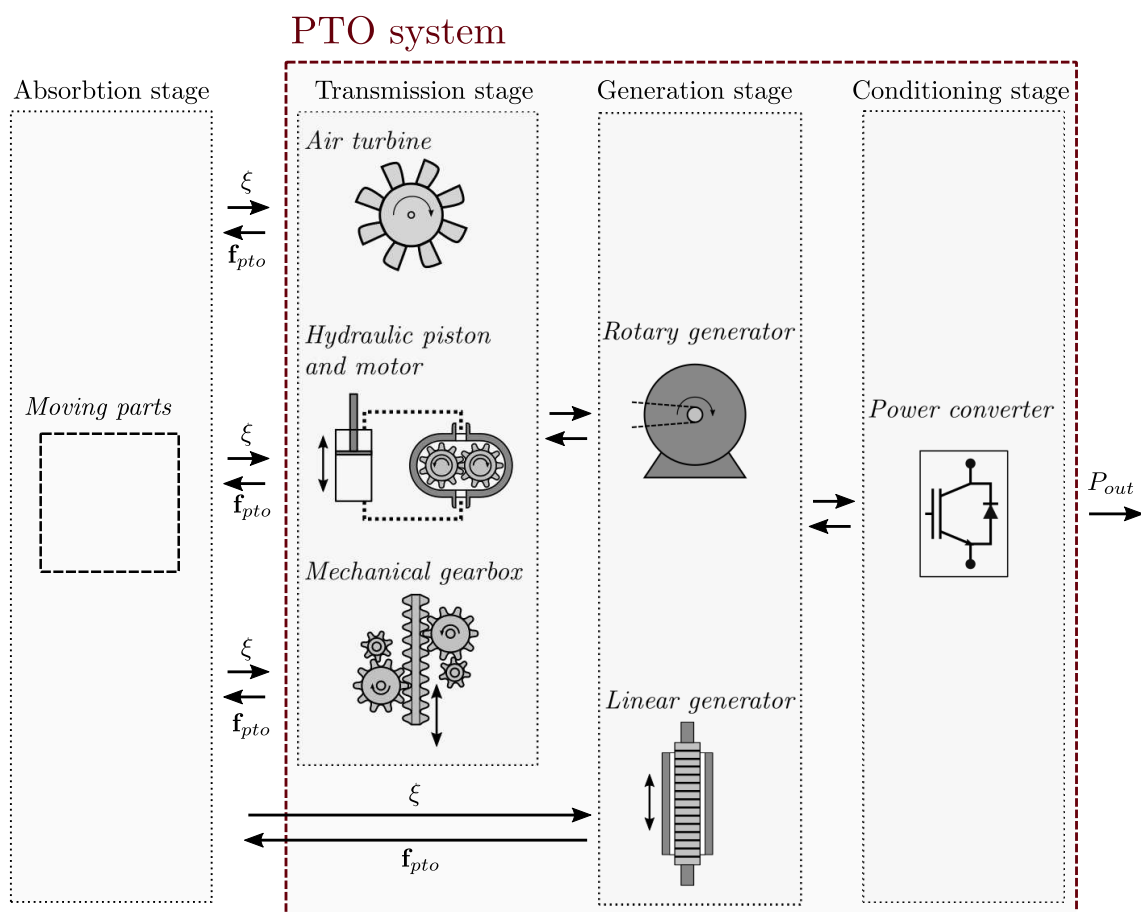 PTO system
Absorbtion stage
Transmission stage
Generation stage
Conditioning stage
Air turbine
ξ
f_pto
Hydraulic piston
and motor
Rotary generator
Moving parts
Power converter
ξ
f_pto
P_out
Mechanical gearbox
ξ
f_pto
Linear generator
ξ
f_pto